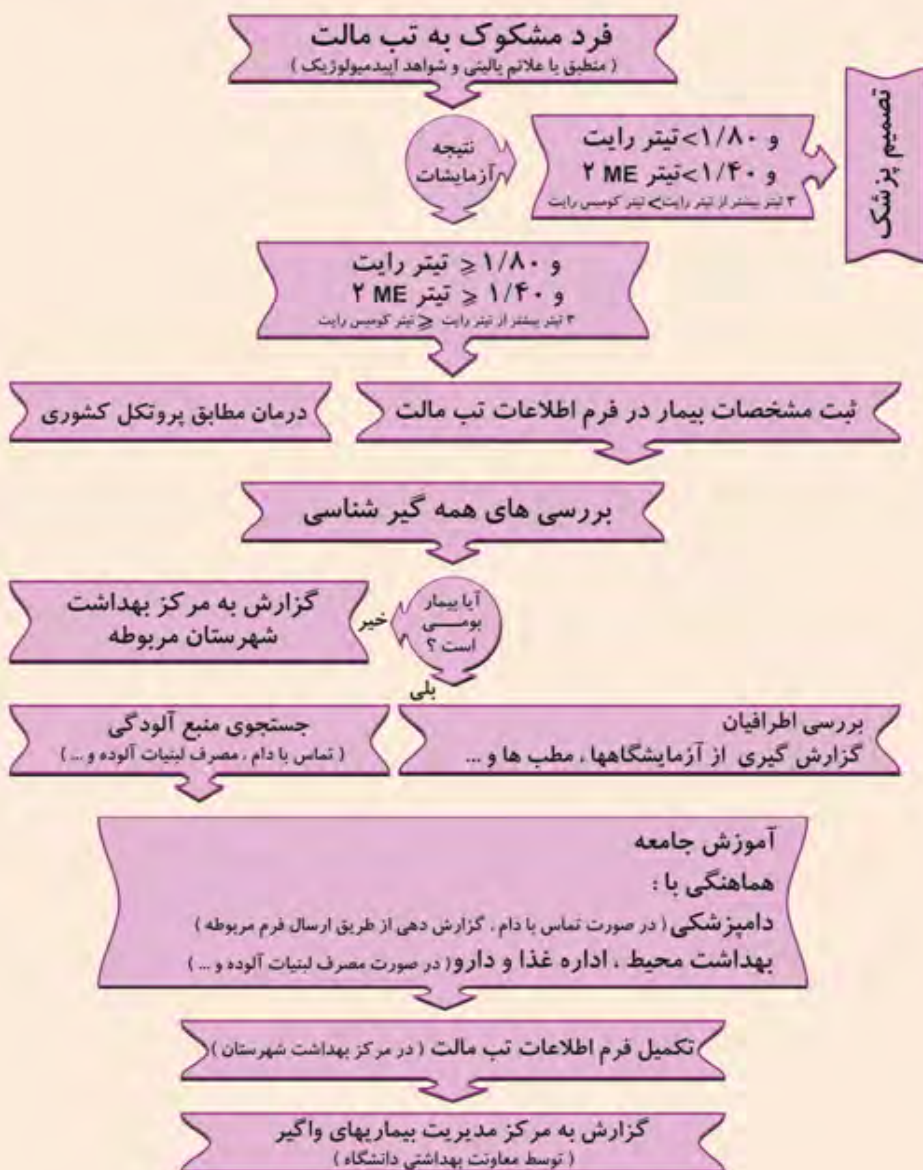 فرد مشکوک به تب مالت
( منطبق با علائم بالینی و شواهد اپیدمیولوژیک )
نتیجه
آزمایشات
و ۱/۸۰>تیتر رایت
و ۱/۴۰>تیتر ۲ ME
۳ تیتر بیشتر از تیتر رایت> تیتر کومبس رایت
تصمیم پزشک
و ۱/۸۰ ≤ تیتر رایت
و ۱/۴۰ ≤ تیتر ۲ ME
۳ تیتر بیشتر از تیتر رایت ≤ تیتر کومبس رایت
ثبت مشخصات بیمار در فرم اطلاعات تب مالت
درمان مطابق پروتکل کشوری
بررسی های همه گیر شناسی
آیا بیمار
بومــی
است ؟
خیر
گزارش به مرکز بهداشت
شهرستان مربوطه
بلی
بررسی اطرافیان
گزارش گیری از آزمایشگاهها، مطب ها و ...
جستجوی منبع آلودگی
( تماس با دام ، مصرف لبنیات آلوده و ... )
آموزش جامعه
هماهنگی با :
دامپزشکی ( در صورت تماس با دام ، گزارش دهی از طریق ارسال فرم مربوطه )
بهداشت محیط ، اداره غذا و دارو( در صورت مصرف لبنیات آلوده و ... )
تکمیل فرم اطلاعات تب مالت ( در مرکز بهداشت شهرستان )
گزارش به مرکز مدیریت بیماریهای واگیر
( توسط معاونت بهداشتی دانشگاه )